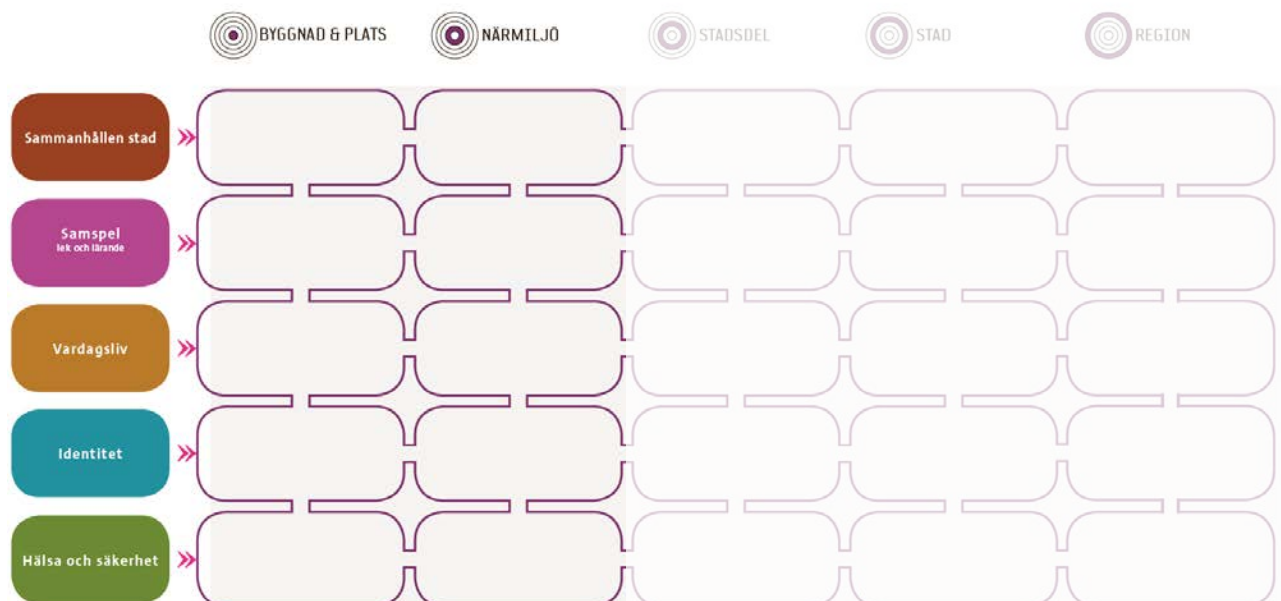 BYGGNAD & PLATS
NÄRMILJÖ
STADSDEL
STAD
REGION
Sammanhållen stad
Samspel
lek och lärande
Vardagsliv
Identitet
Hälsa och säkerhet